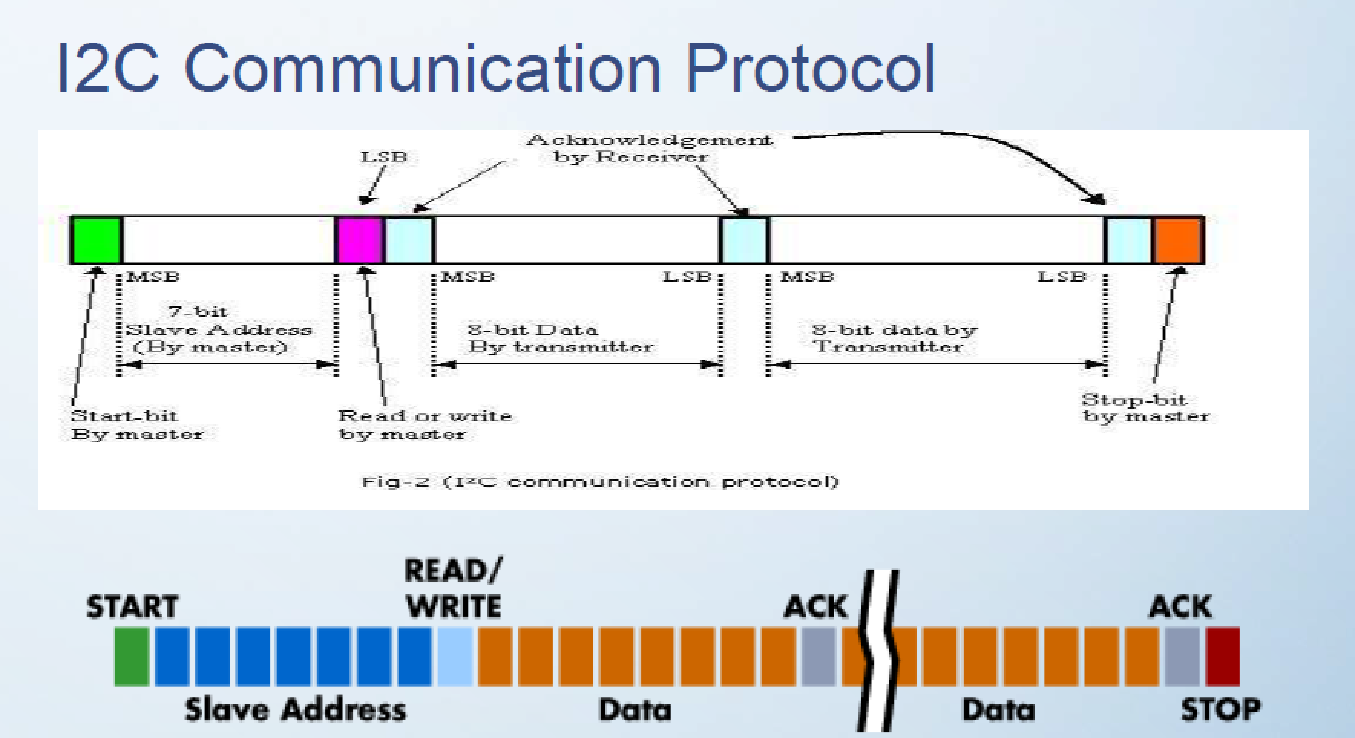 I2C Communication Protocol
Acknowledgement
by Receiver
LSB
MSB
MSB
LSB
MSB
LSB
7-bit
Slave Address
(By master)
8-bit Data
By transmitter
8-bit data by
Transmitter
Start-bit
By master
Read or write
by master
Stop-bit
by master
Fig-2 (I²C communication protocol)
START
READ/
WRITE
ACK
ACK
Slave Address
Data
Data
STOP